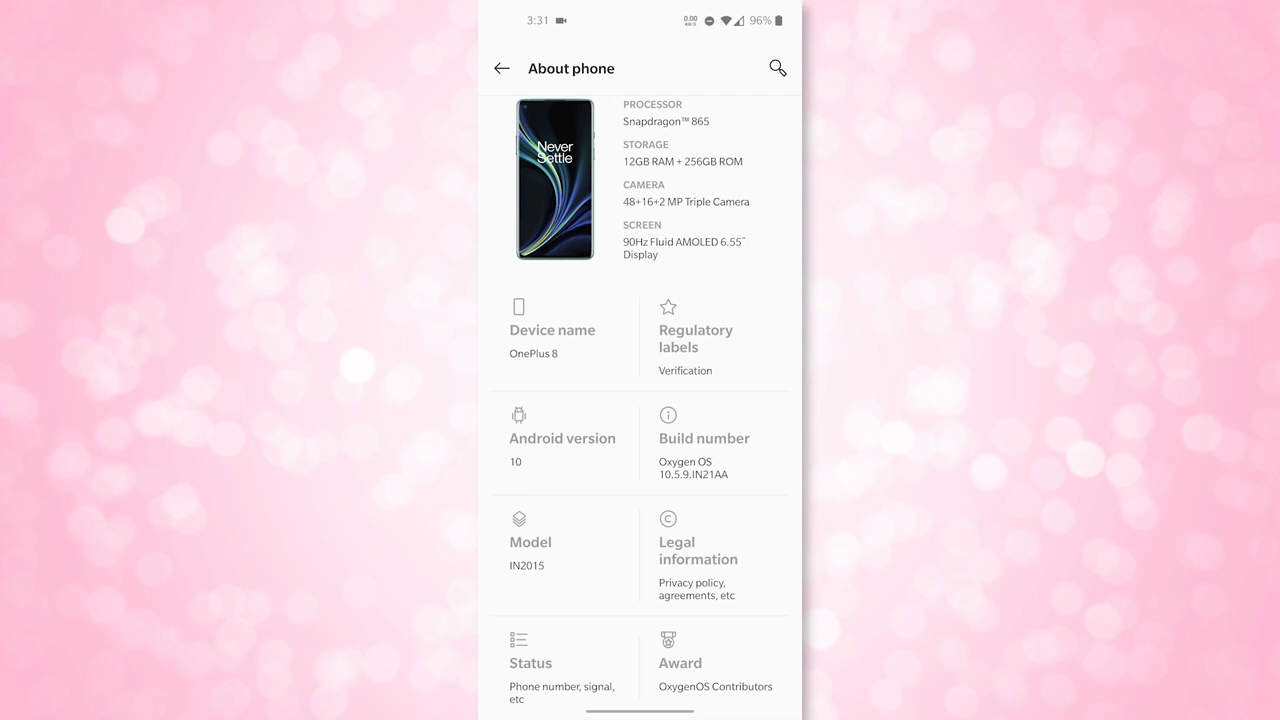 3:31
0.00
KB/S
96%
About phone
Never
Settle
PROCESSOR
Snapdragon™ 865
STORAGE
12GB RAM + 256GB ROM
CAMERA
48+16+2 MP Triple Camera
SCREEN
90Hz Fluid AMOLED 6.55"
Display
Device name
OnePlus 8
Regulatory
labels
Verification
Android version
10
Build number
Oxygen OS
10.5.9.IN21AA
Model
IN2015
Legal
information
Privacy policy,
agreements, etc
Status
Phone number, signal,
etc
Award
OxygenOS Contributors